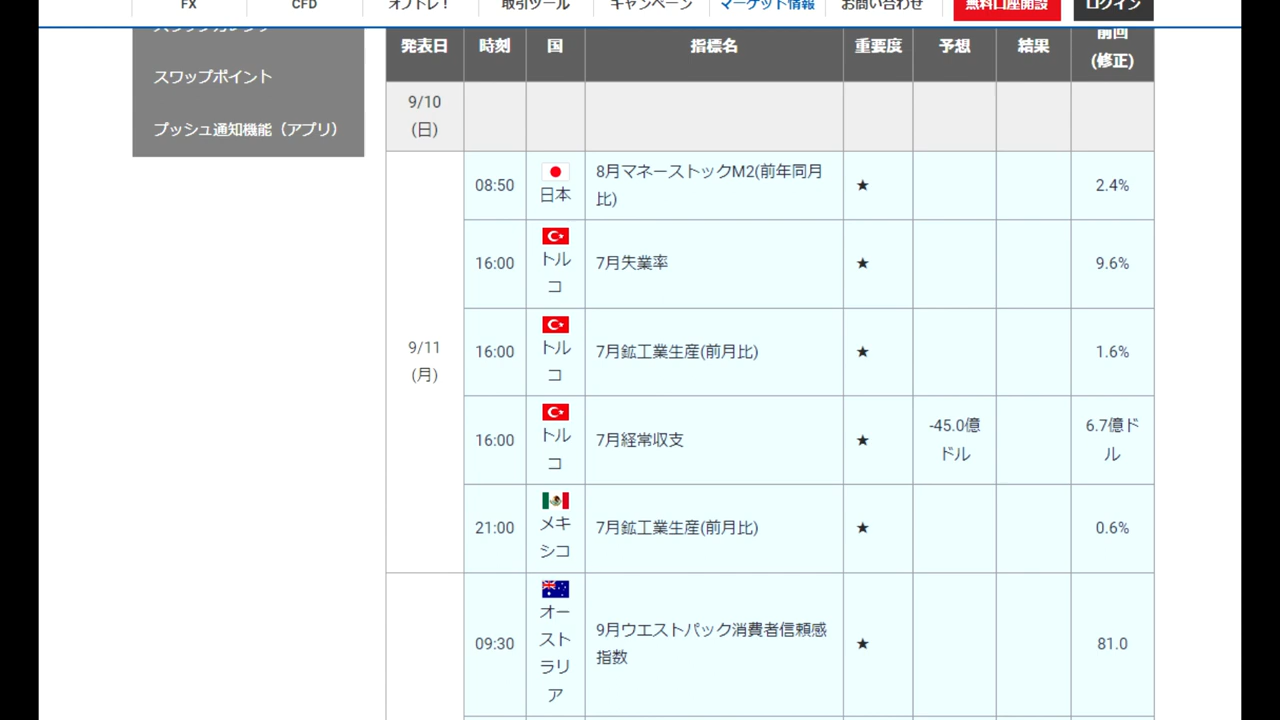 FX
CFD
オプトレ!
取引ツール
キャンペーン
マーケット情報
お問い合わせ
無料口座開設
ログイン
スワップポイント
プッシュ通知機能（アプリ）
発表日
時刻
国
指標名
重要度
予想
結果
前回
(修正)
9/10
(日)
9/11
(月)
08:50
日本
8月マネーストックM2(前年同月
比)
★
2.4%
16:00
トル
コ
7月失業率
★
9.6%
16:00
トル
コ
7月鉱工業生産(前月比)
★
1.6%
16:00
トル
コ
7月経常収支
★
-45.0億
ドル
6.7億ド
ル
21:00
メキ
シコ
7月鉱工業生産(前月比)
★
0.6%
09:30
オー
スト
ラリ
ア
9月ウエストパック消費者信頼感
指数
★
81.0